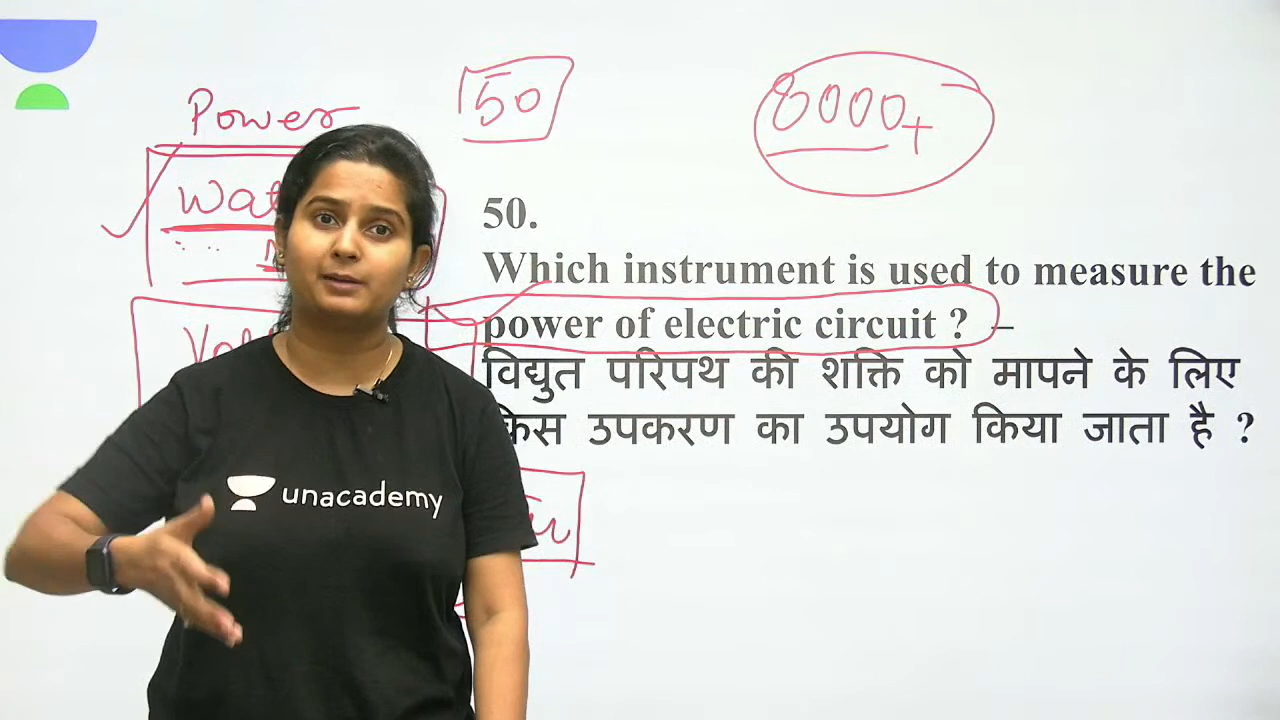 Power
50
8000+
50.
Which instrument is used to measure the
power of electric circuit ? –
विद्युत परिपथ की शक्ति को मापने के लिए
किस उपकरण का उपयोग किया जाता है ?
unacademy